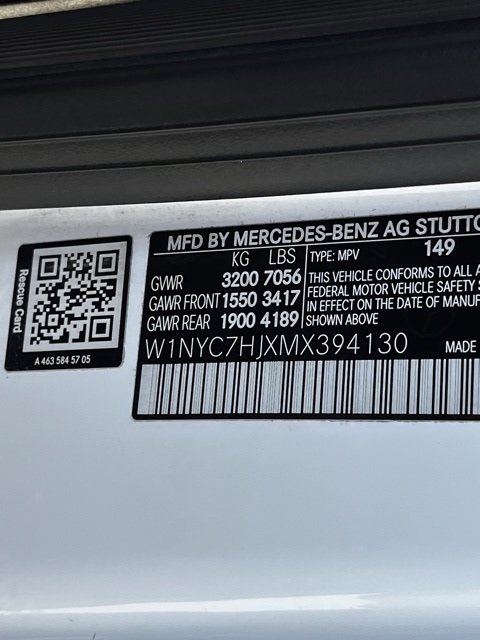 MFD BY MERCEDES-BENZ AG STUTTG
KG LBS
GVWR 3200 7056
GAWR FRONT 1550 3417
GAWR REAR 1900 4189
TYPE: MPV 149
THIS VEHICLE CONFORMS TO ALL A
FEDERAL MOTOR VEHICLE SAFETY S
IN EFFECT ON THE DATE OF MANUF
SHOWN ABOVE
W1NYC7HJXMX394130 MADE
Rescue Card
A 463 584 57 05